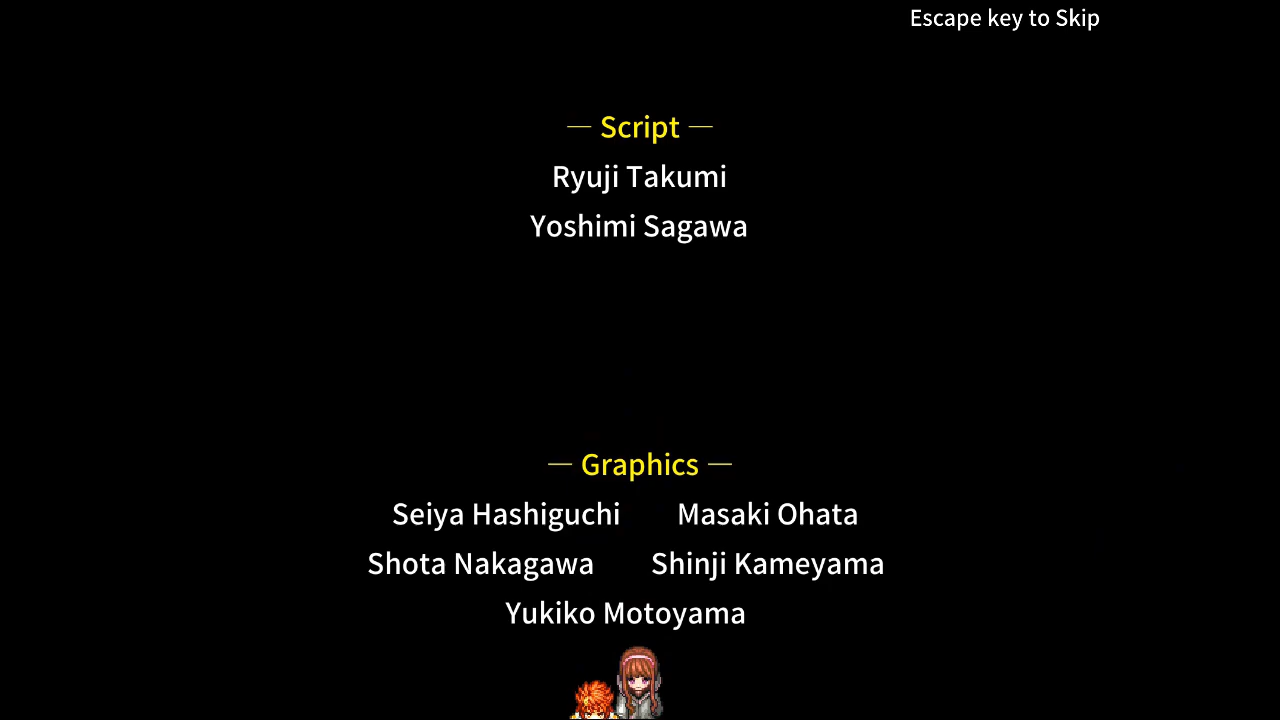 Escape key to Skip
― Script ―
Ryuji Takumi
Yoshimi Sagawa
― Graphics ―
Seiya Hashiguchi Masaki Ohata
Shota Nakagawa Shinji Kameyama
Yukiko Motoyama